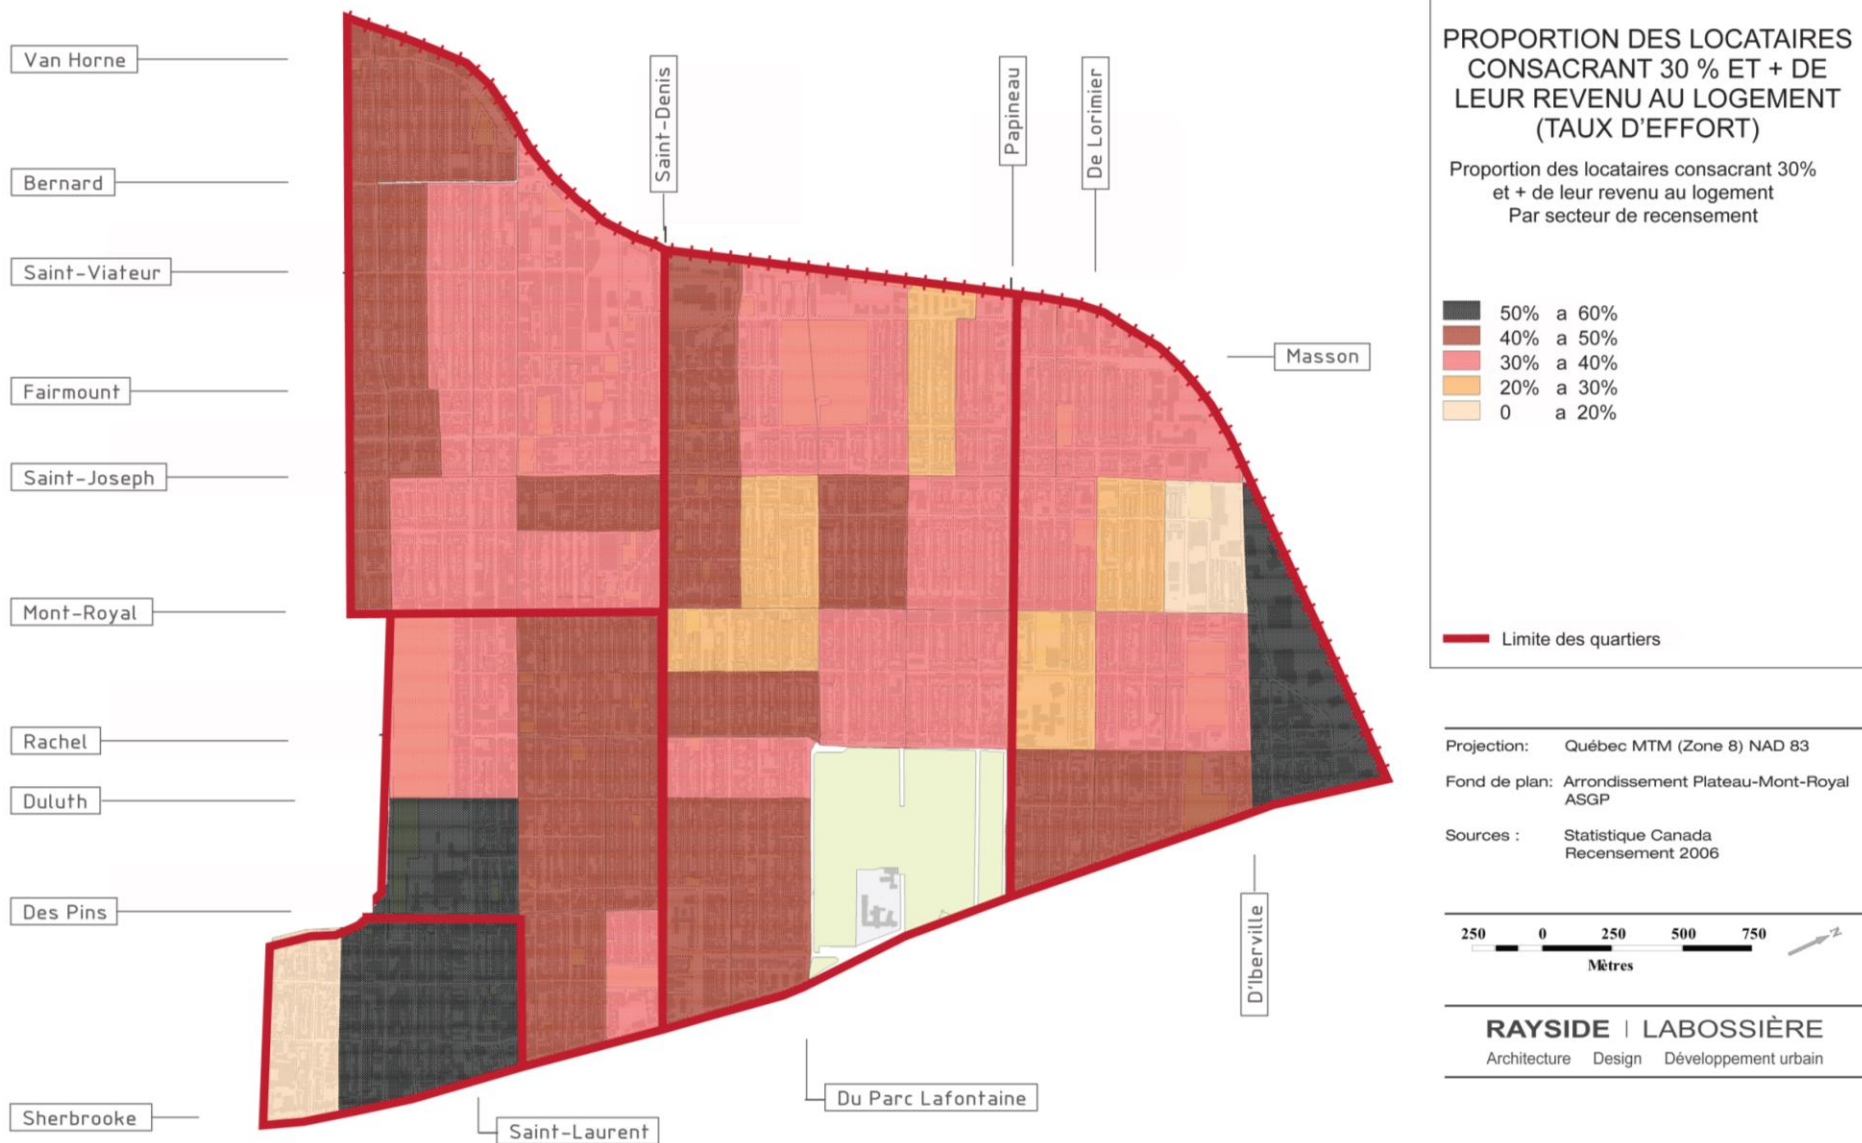 Van Horne
Bernard
Saint-Viateur
Fairmount
Saint-Joseph
Mont-Royal
Rachel
Duluth
Des Pins
Sherbrooke
Saint-Denis
Papineau
De Lorimier
Masson
D'Iberville
Du Parc Lafontaine
Saint-Laurent
PROPORTION DES LOCATAIRES
CONSACRANT 30 % ET + DE
LEUR REVENU AU LOGEMENT
(TAUX D'EFFORT)
Proportion des locataires consacrant 30%
et + de leur revenu au logement
Par secteur de recensement
50% a 60%
40% a 50%
30% a 40%
20% a 30%
0 a 20%
Limite des quartiers
Projection: Québec MTM (Zone 8) NAD 83
Fond de plan: Arrondissement Plateau-Mont-Royal
ASGP
Sources : Statistique Canada
Recensement 2006
250 0 250 500 750
Mètres
N
RAYSIDE | LABOSSIÈRE
Architecture Design Développement urbain